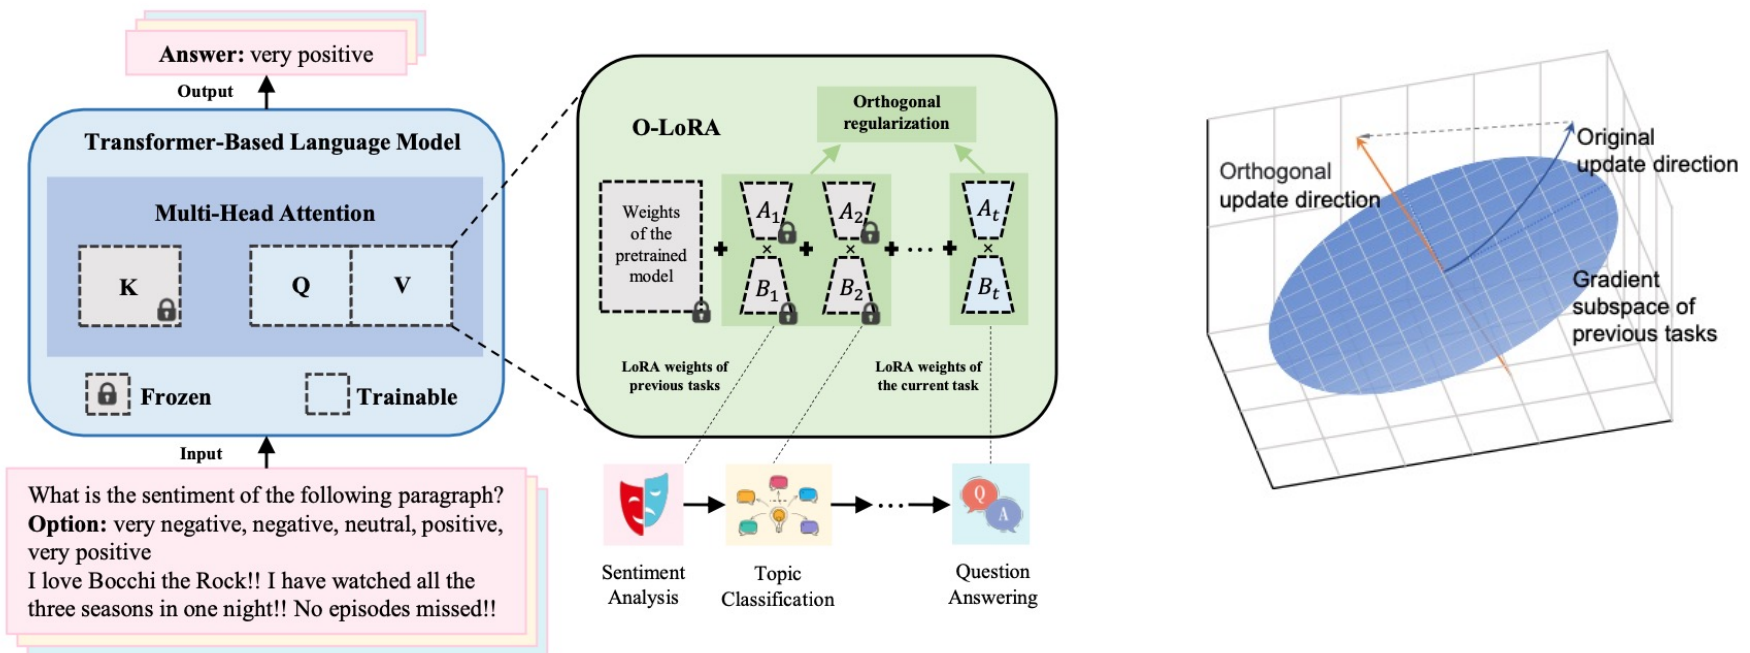 Answer: very positive
Output
Transformer-Based Language Model
Multi-Head Attention
K
Q
V
Frozen
Trainable
Input
What is the sentiment of the following paragraph?
Option: very negative, negative, neutral, positive,
very positive
I love Bocchi the Rock!! I have watched all the
three seasons in one night!! No episodes missed!!
O-LoRA
Orthogonal
regularization
Weights
of the
pretrained
model
+
A₁
×
B₁
+
A₂
×
B₂
+
...
+
Aₜ
×
Bₜ
LoRA weights of
previous tasks
LoRA weights of
the current task
...
Q
A
Sentiment
Analysis
Topic
Classification
Question
Answering
Orthogonal
update direction
Original
update direction
Gradient
subspace of
previous tasks